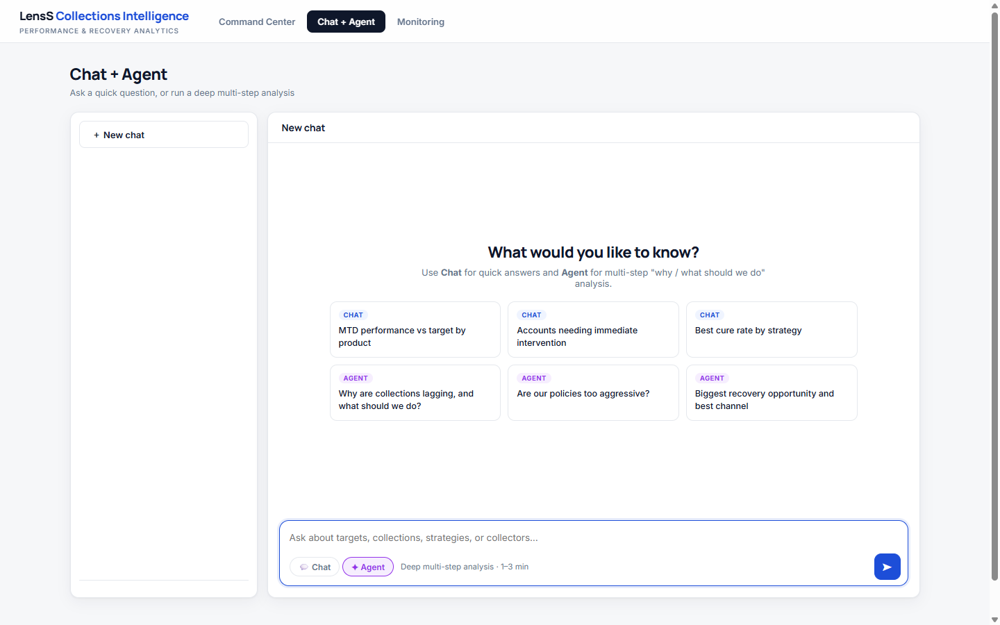 LensS Collections Intelligence
PERFORMANCE & RECOVERY ANALYTICS
Command Center
Chat + Agent
Monitoring
Chat + Agent
Ask a quick question, or run a deep multi-step analysis
+ New chat
New chat
What would you like to know?
Use Chat for quick answers and Agent for multi-step "why / what should we do"
analysis.
CHAT
MTD performance vs target by
product
CHAT
Accounts needing immediate
intervention
CHAT
Best cure rate by strategy
AGENT
Why are collections lagging, and
what should we do?
AGENT
Are our policies too aggressive?
AGENT
Biggest recovery opportunity and
best channel
Ask about targets, collections, strategies, or collectors...
Chat
Agent
Deep multi-step analysis · 1–3 min